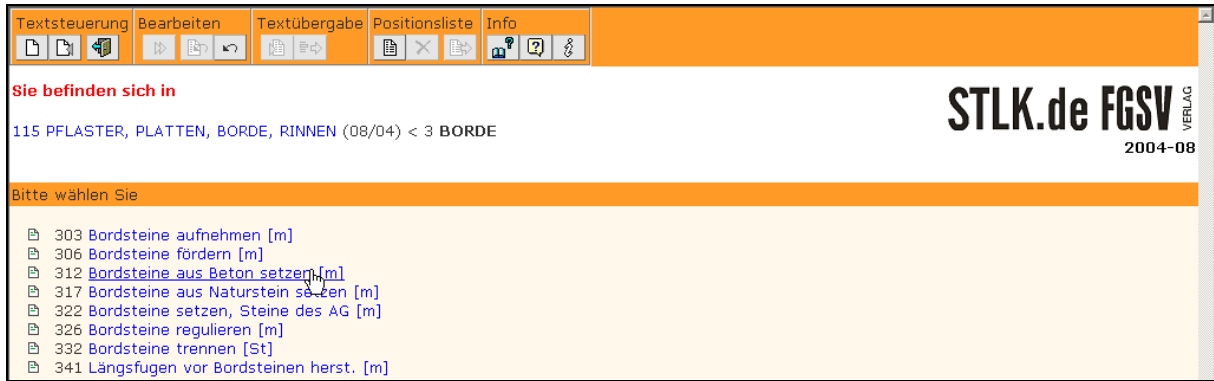 Textsteuerung Bearbeiten Textübergabe Positionsliste Info
Sie befinden sich in
115 PFLASTER, PLATTEN, BORDE, RINNEN (08/04) < 3 BORDE
STLK.de FGSV VERLAG
2004-08
Bitte wählen Sie
303 Bordsteine aufnehmen [m]
306 Bordsteine fördern [m]
312 Bordsteine aus Beton setzen [m]
317 Bordsteine aus Naturstein setzen [m]
322 Bordsteine setzen, Steine des AG [m]
326 Bordsteine regulieren [m]
332 Bordsteine trennen [St]
341 Längsfugen vor Bordsteinen herst. [m]